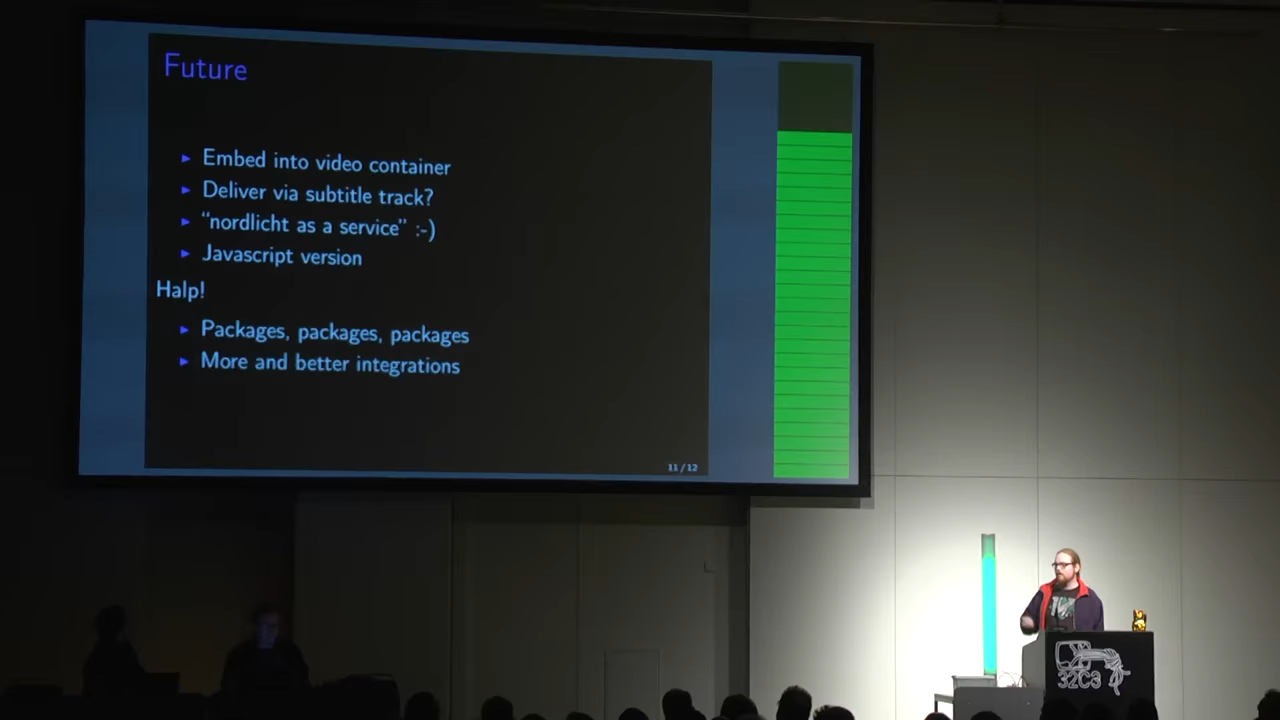 Future
Embed into video container
Deliver via subtitle track?
“nordlicht as a service” :-)
Javascript version
Halp!
Packages, packages, packages
More and better integrations
11 / 12
32C3